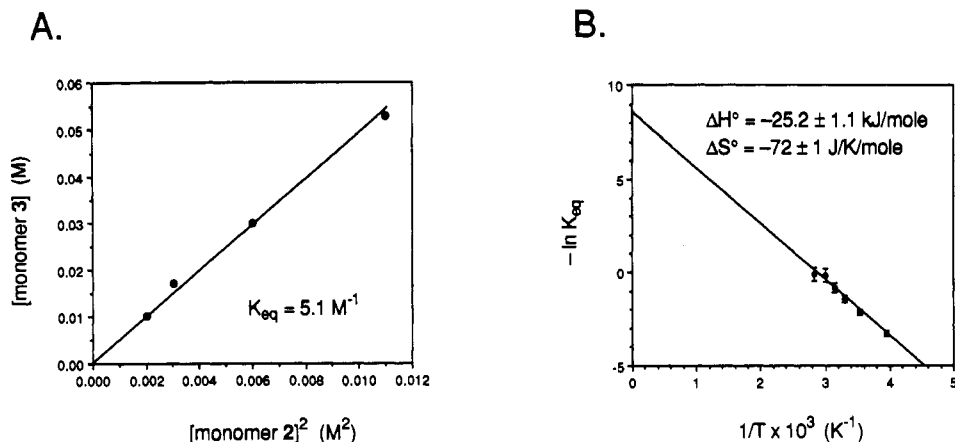 A.
[monomer 3] (M)
0.06
0.05
0.04
0.03
0.02
0.01
0.00
K_eq = 5.1 M⁻¹
0.000 0.002 0.004 0.006 0.008 0.010 0.012
[monomer 2]² (M²)
B.
– ln K_eq
10
5
0
-5
ΔH° = –25.2 ± 1.1 kJ/mole
ΔS° = –72 ± 1 J/K/mole
0 1 2 3 4 5
1/T x 10³ (K⁻¹)